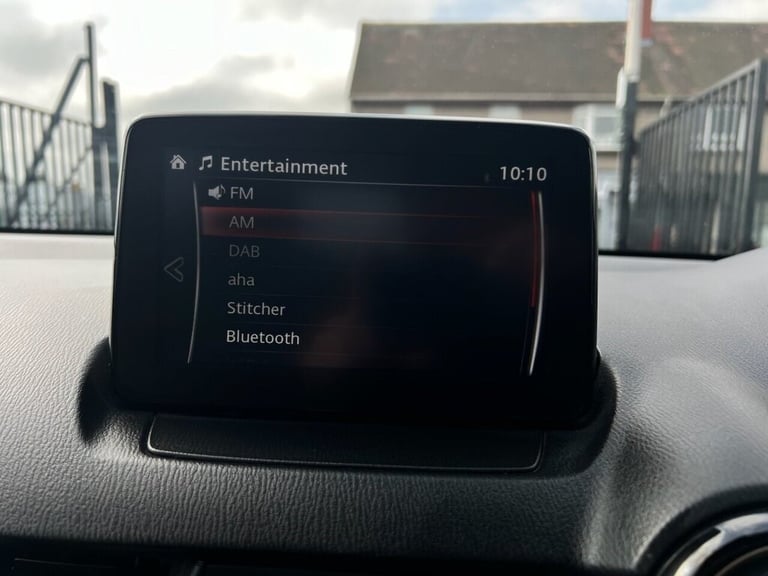 Entertainment 10:10
FM
AM
DAB
aha
Stitcher
Bluetooth